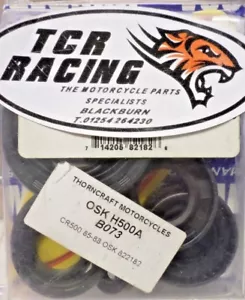 TCR
RACING
THE MOTORCYCLE PARTS
SPECIALISTS
BLACKBURN
T.01254 264230
14206 82182
THORNCRAFT MOTORCYCLES
OSK H500A
B073
CR500 85-88 OSK 822182